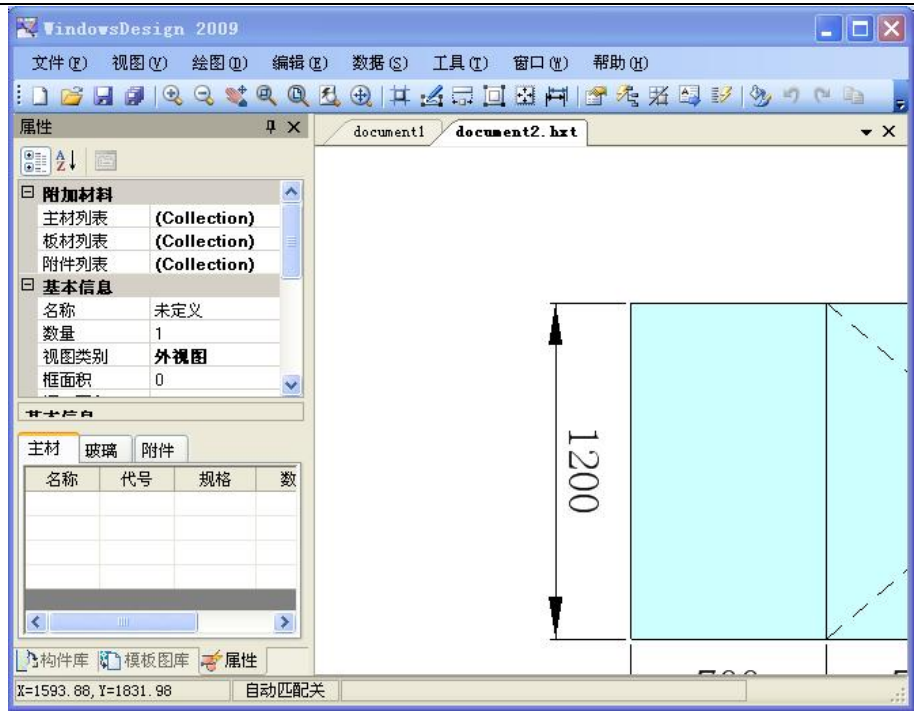 WindowsDesign 2009
文件(F) 视图(V) 绘图(D) 编辑(E) 数据(S) 工具(T) 窗口(W) 帮助(H)
属性
document1 document2.hxt
附加材料
主材列表 (Collection)
板材列表 (Collection)
附件列表 (Collection)
基本信息
名称 未定义
数量 1
视图类别 外视图
框面积 0
基本信息
主材 玻璃 附件
名称 代号 规格 数
1200
构件库 模板图库 属性
X=1593.88, Y=1831.98 自动匹配关